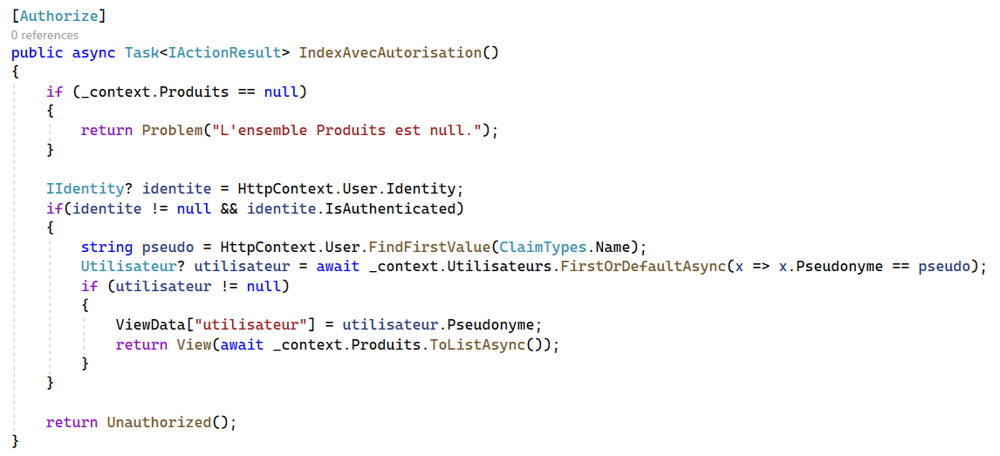 [Authorize]
0 references
public async Task<IActionResult> IndexAvecAutorisation()
{
    if (_context.Produits == null)
    {
        return Problem("L'ensemble Produits est null.");
    }

    IIdentity? identite = HttpContext.User.Identity;
    if(identite != null && identite.IsAuthenticated)
    {
        string pseudo = HttpContext.User.FindFirstValue(ClaimTypes.Name);
        Utilisateur? utilisateur = await _context.Utilisateurs.FirstOrDefaultAsync(x => x.Pseudonyme == pseudo);
        if (utilisateur != null)
        {
            ViewData["utilisateur"] = utilisateur.Pseudonyme;
            return View(await _context.Produits.ToListAsync());
        }
    }

    return Unauthorized();
}